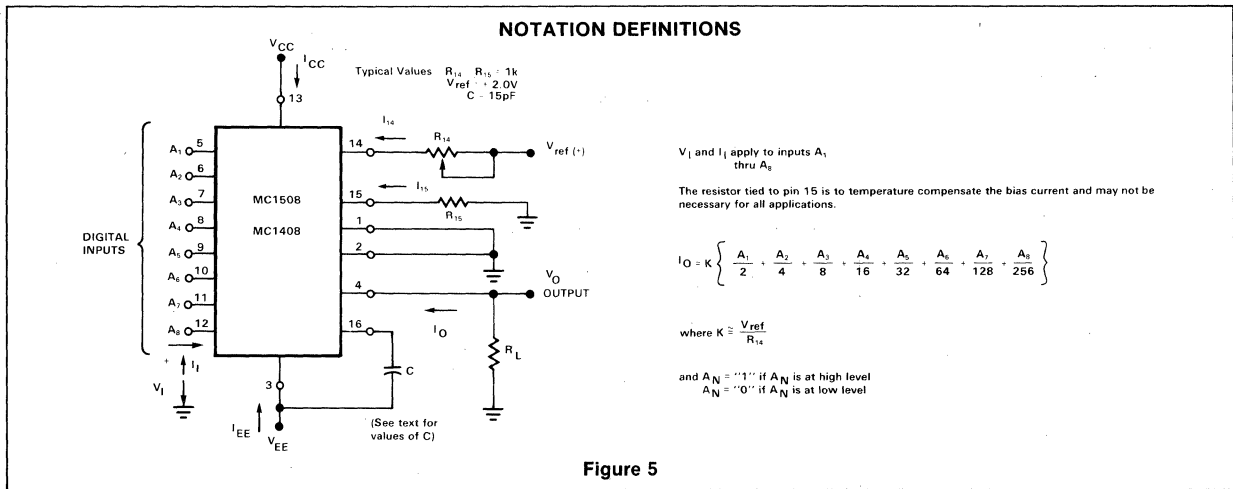 NOTATION DEFINITIONS
VCC
ICC
13
Typical Values R14 R15 = 1k
Vref = + 2.0V
C - 15pF
I14
R14
14
Vref (+)
I15
15
R15
DIGITAL
INPUTS
A1 5
A2 6
A3 7
A4 8
A5 9
A6 10
A7 11
A8 12
MC1508
MC1408
1
2
4
16
VO
OUTPUT
IO
RL
C
+
II
VI
3
IEE
VEE
(See text for
values of C)
VI and II apply to inputs A1
thru A8
The resistor tied to pin 15 is to temperature compensate the bias current and may not be
necessary for all applications.
IO = K { A1/2 + A2/4 + A3/8 + A4/16 + A5/32 + A6/64 + A7/128 + A8/256 }
where K ≅ Vref/R14
and AN = "1" if AN is at high level
AN = "0" if AN is at low level
Figure 5